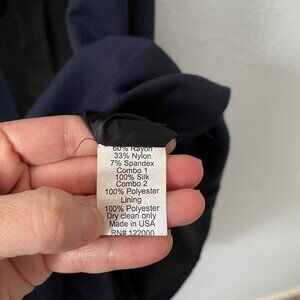 60% Rayon
33% Nylon
7% Spandex
Combo 1
100% Silk
Combo 2
100% Polyester
Lining
100% Polyester
Dry clean only
Made in USA
RN# 122000